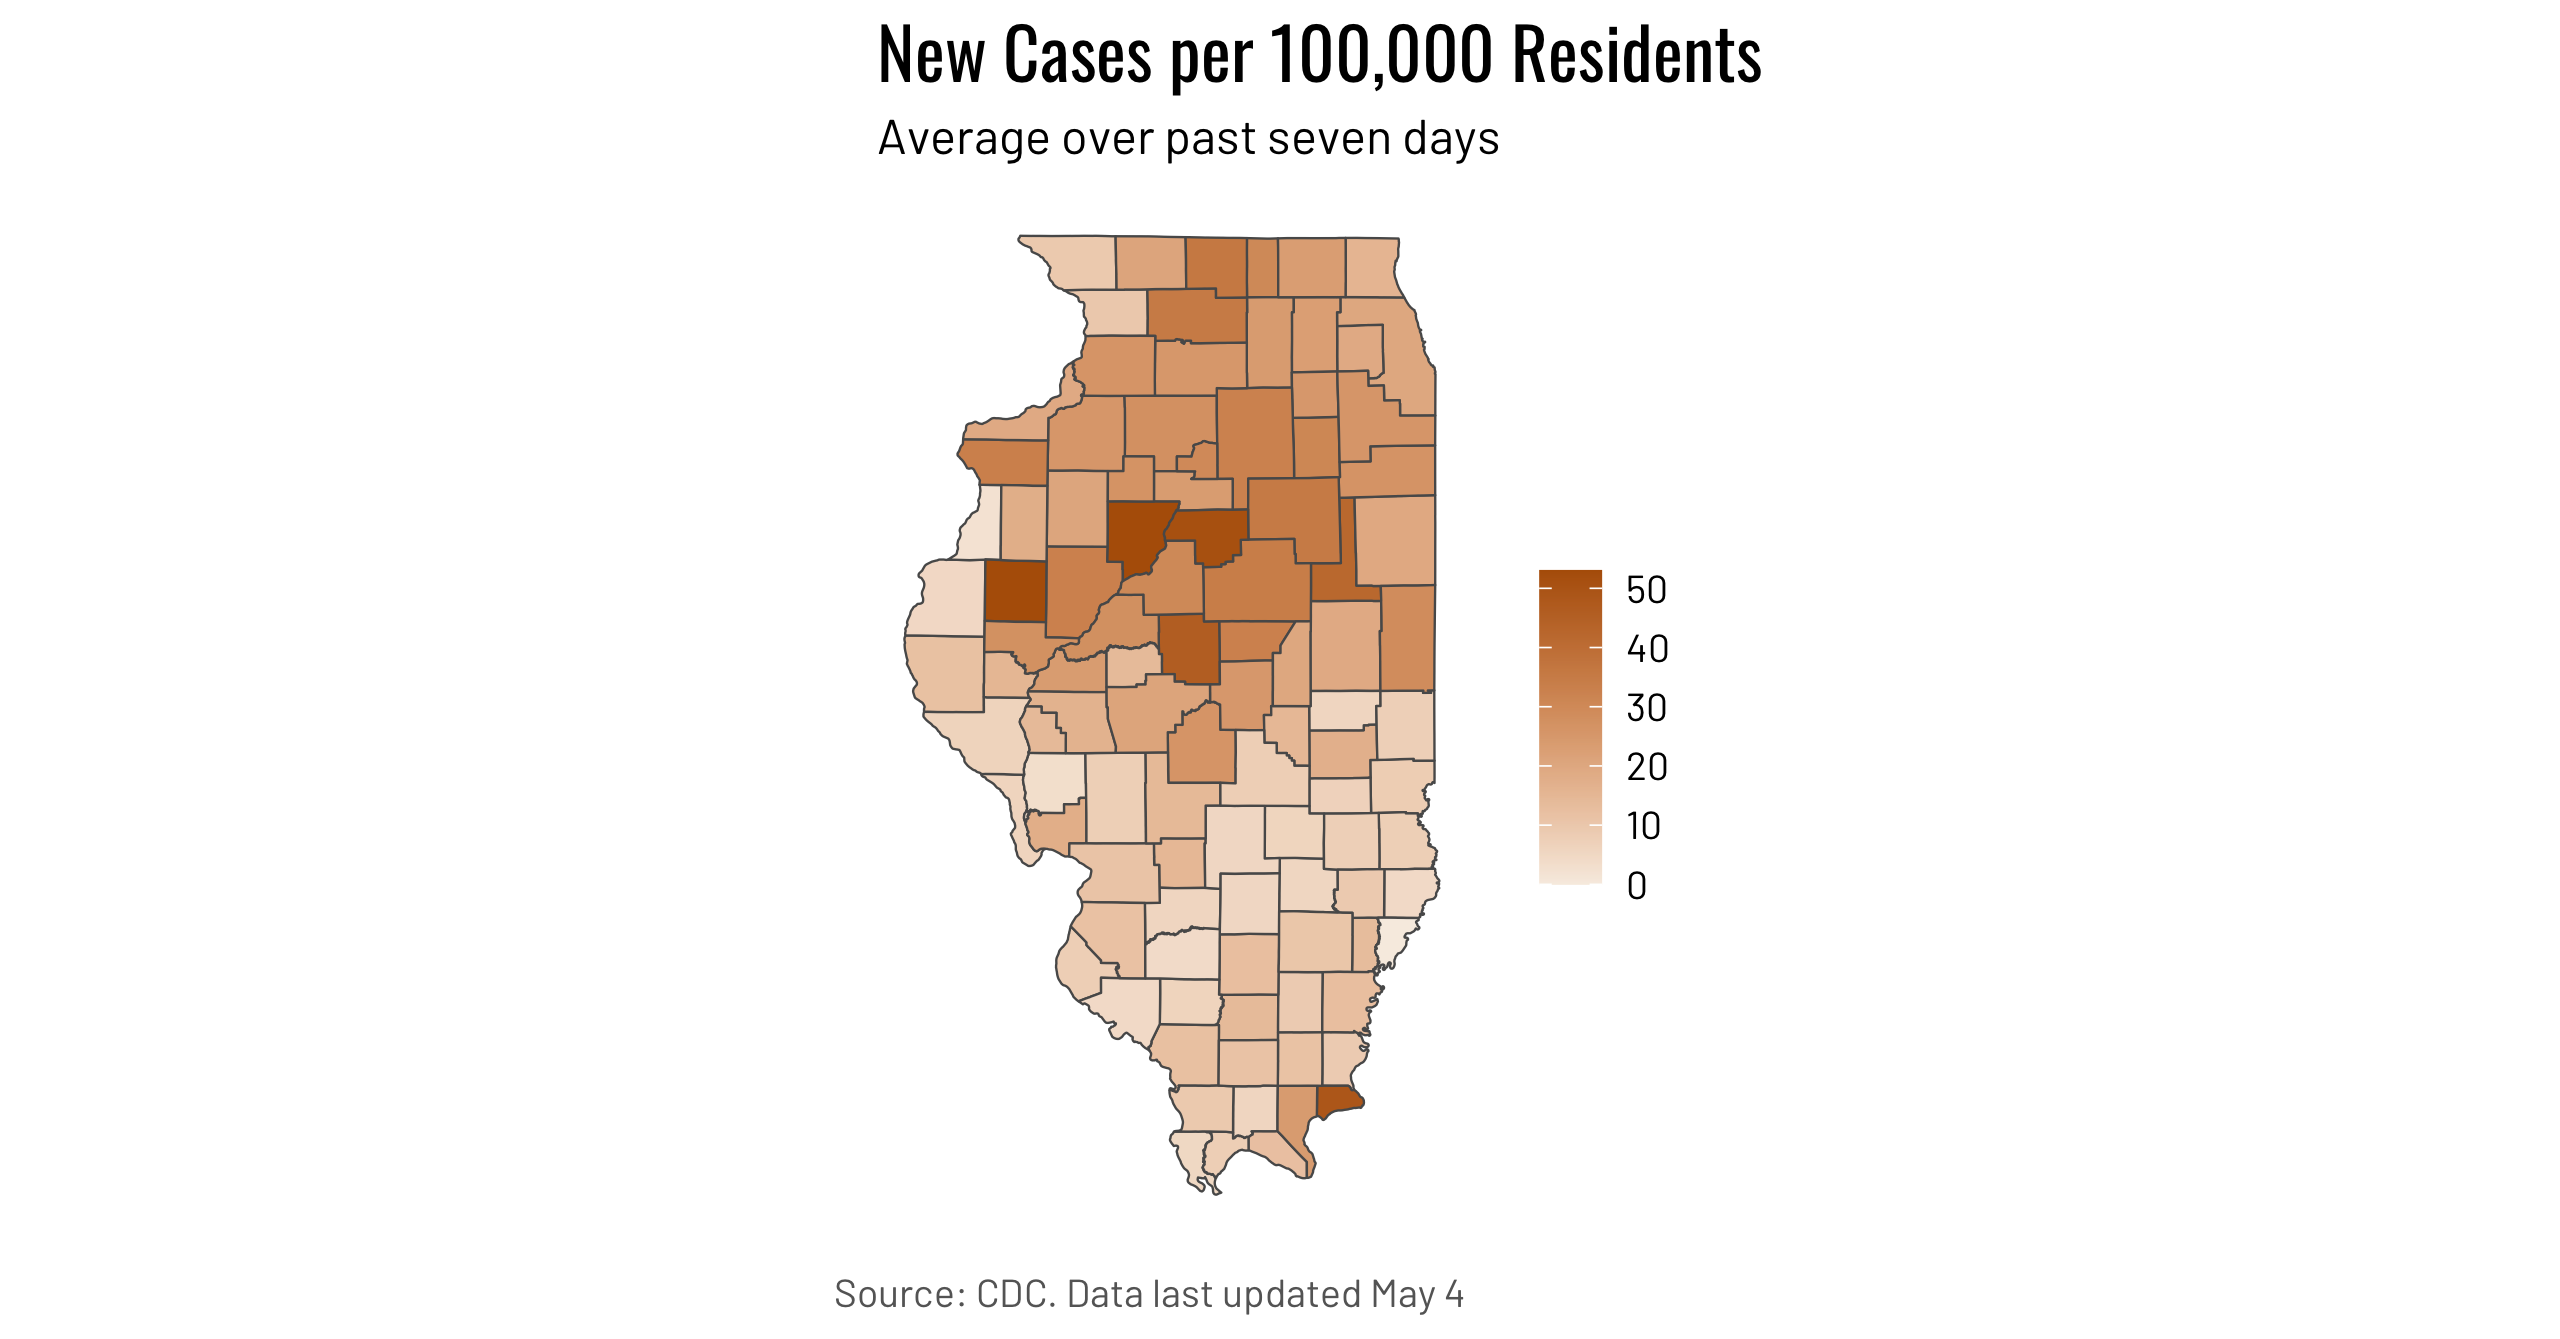 New Cases per 100,000 Residents
Average over past seven days
50
40
30
20
10
0
Source: CDC. Data last updated May 4